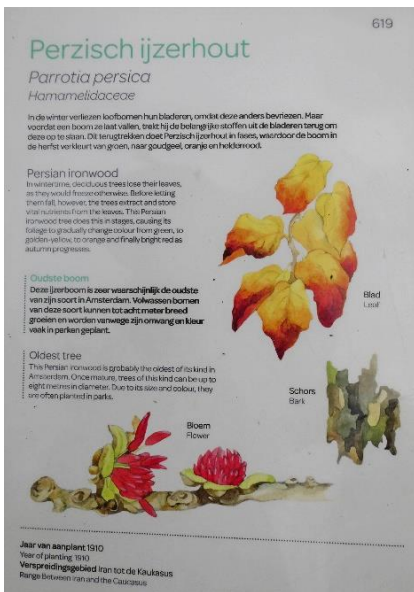 619
Perzisch ijzerhout
Parrotia persica
Hamamelidaceae
In de winter verliezen loofbomen hun bladeren, omdat deze anders bevriezen. Maar
voordat een boom ze laat vallen, trekt hij de belangrijke stoffen uit de bladeren terug om
deze op te slaan. Dit terugtrekken doet Perzisch ijzerhout in fases, waardoor de boom in
de herfst verkleurt van groen, naar goudgeel, oranje en helderrood.
Persian ironwood
In wintertime, deciduous trees lose their leaves,
as they would freeze otherwise. Before letting
them fall, however, the trees extract and store
vital nutrients from the leaves. This Persian
Ironwood tree does this in stages, causing its
foliage to gradually change colour from green, to
golden-yellow, to orange and finally bright red as
autumn progresses.
Oudste boom
Deze ijzerboom is zeer waarschijnlijk de oudste
van zijn soort in Amsterdam. Volwassen bomen
van deze soort kunnen tot acht meter breed
groeien en worden vanwege zijn omvang en kleur
vaak in parken geplant.
Oldest tree
This Persian ironwood is probably the oldest of its kind in
Amsterdam. Once mature, trees of this kind can be up to
eight metres in diameter. Due to its size and colour, they
are often planted in parks.
Blad
Leaf
Schors
Bark
Bloem
Flower
Jaar van aanplant 1910
Year of planting 1910
Verspreidingsgebied Iran tot de Kaukasus
Range Between Iran and the Caucasus